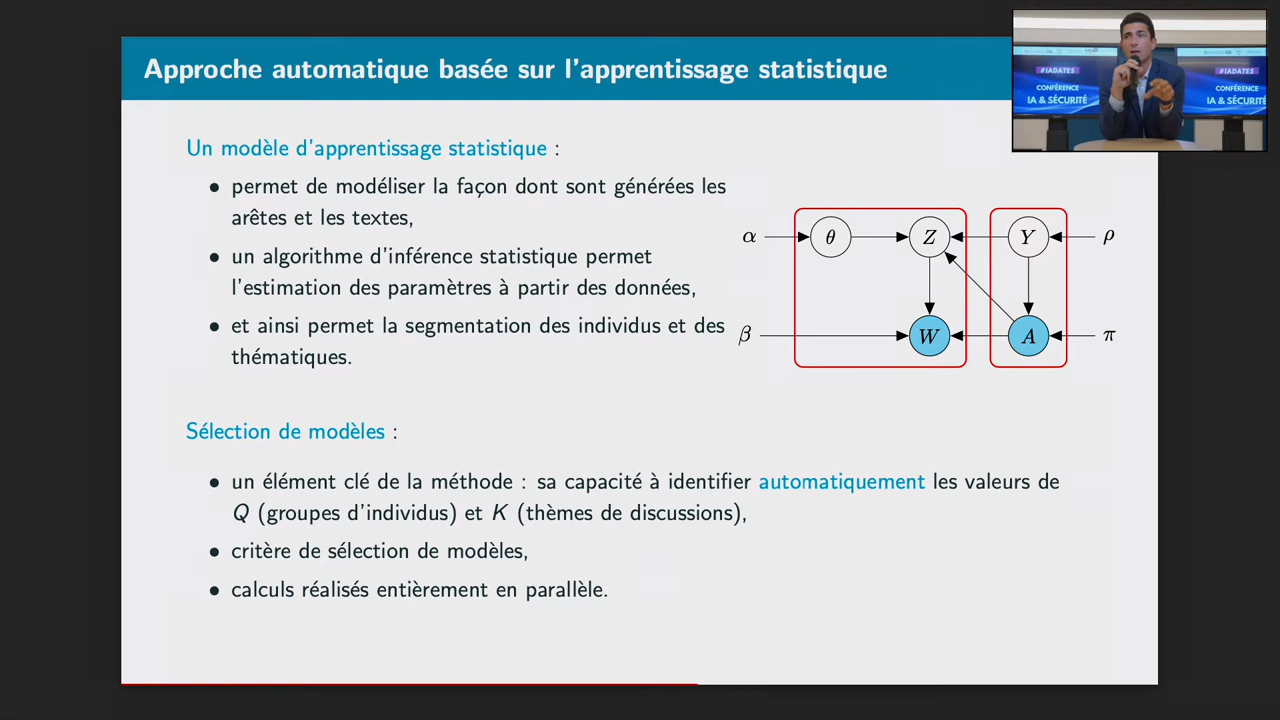 Approche automatique basée sur l'apprentissage statistique
#IADATES
CONFÉRENCE
IA & SÉCURITÉ
#IADATES
CONFÉRENCE
IA & SÉCURITÉ
Un modèle d'apprentissage statistique :
• permet de modéliser la façon dont sont générées les
arêtes et les textes,
• un algorithme d'inférence statistique permet
l'estimation des paramètres à partir des données,
• et ainsi permet la segmentation des individus et des
thématiques.
α θ Z Y ρ
β W A π
Sélection de modèles :
• un élément clé de la méthode : sa capacité à identifier automatiquement les valeurs de
Q (groupes d'individus) et K (thèmes de discussions),
• critère de sélection de modèles,
• calculs réalisés entièrement en parallèle.